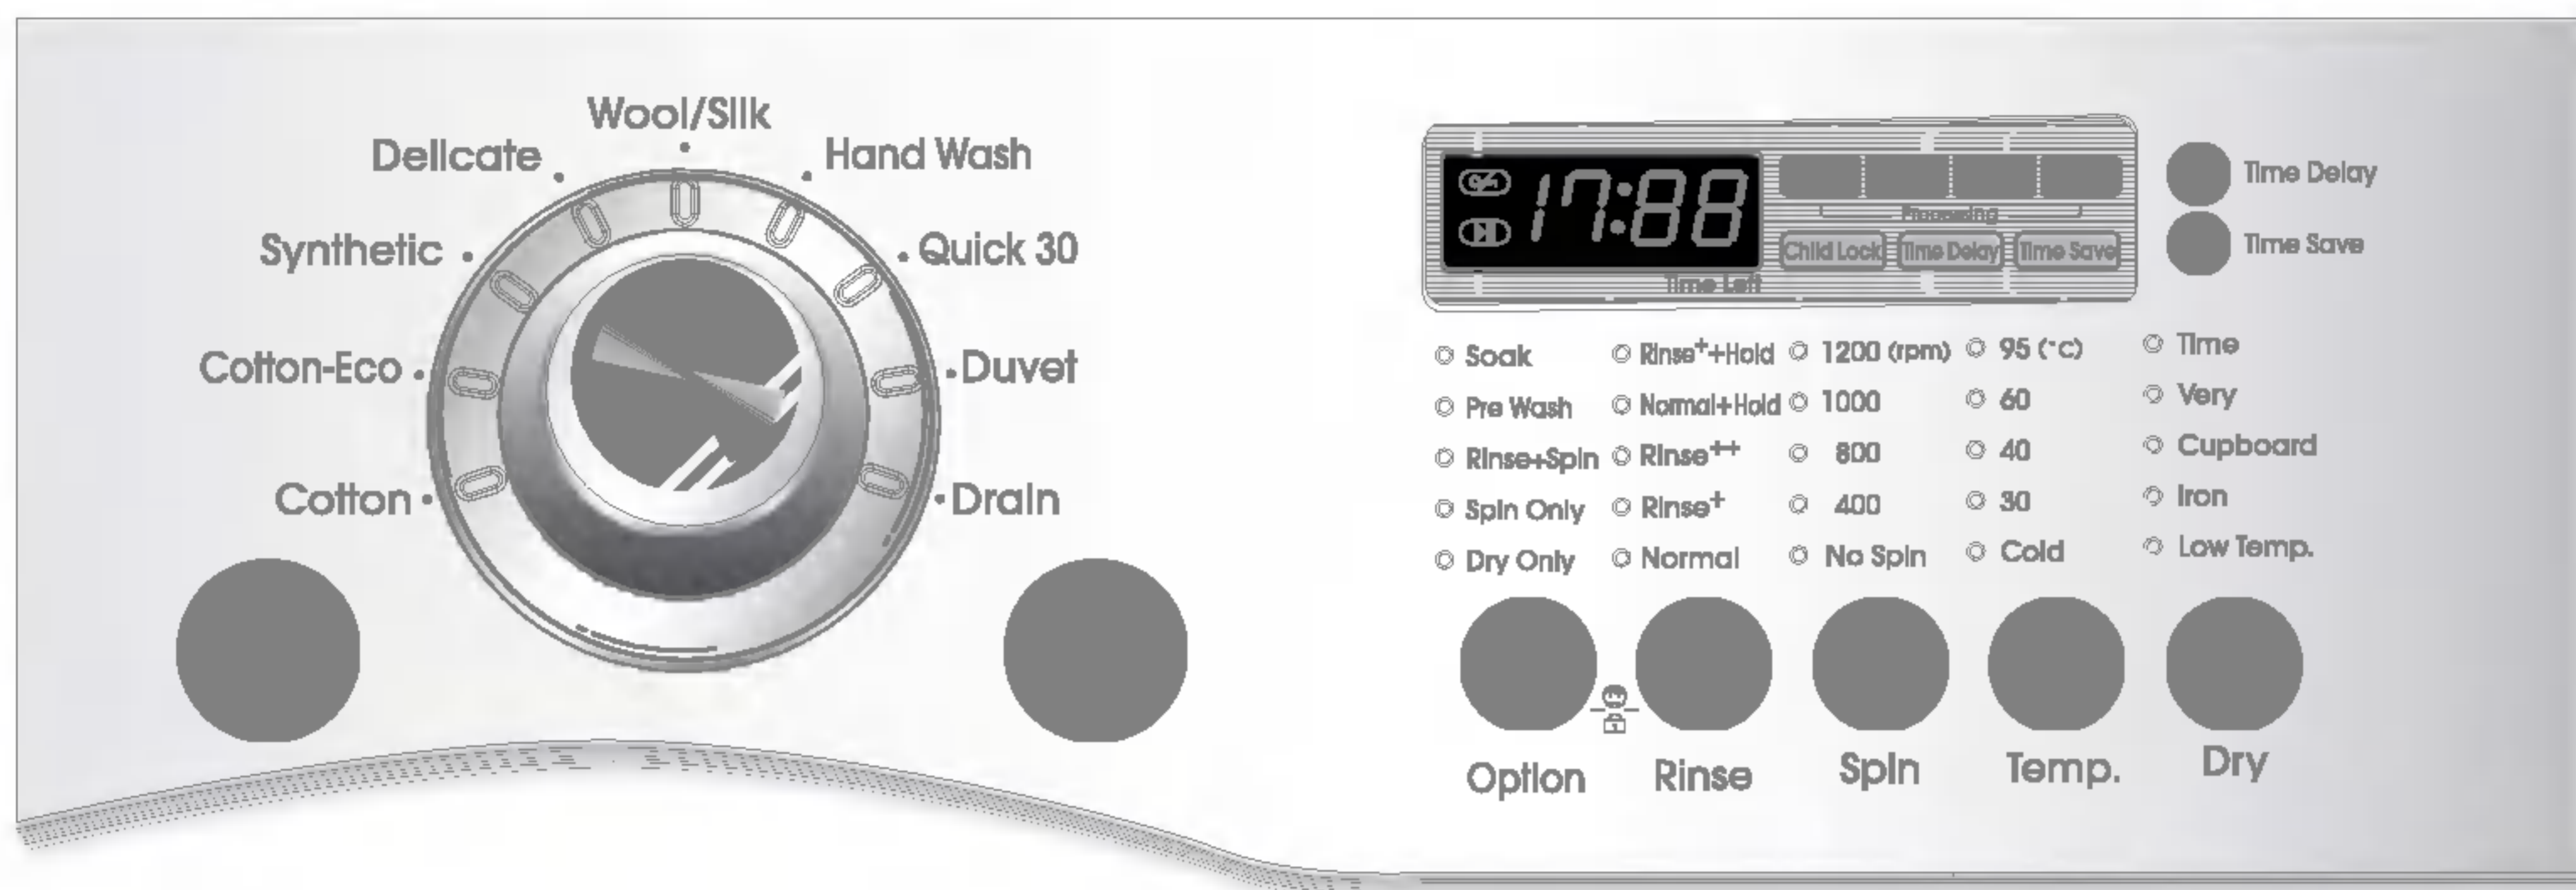 Wool/Silk
Delicate
Hand Wash
Synthetic
Quick 30
Cotton-Eco
Duvet
Cotton
Drain
17:88
Time Left
Processing
Child Lock
Time Delay
Time Save
Time Delay
Time Save
Soak
Pre Wash
Rinse+Spin
Spin Only
Dry Only
Rinse++Hold
Normal+Hold
Rinse++
Rinse+
Normal
1200 (rpm)
1000
800
400
No Spin
95 (°C)
60
40
30
Cold
Time
Very
Cupboard
Iron
Low Temp.
Option
Rinse
Spin
Temp.
Dry